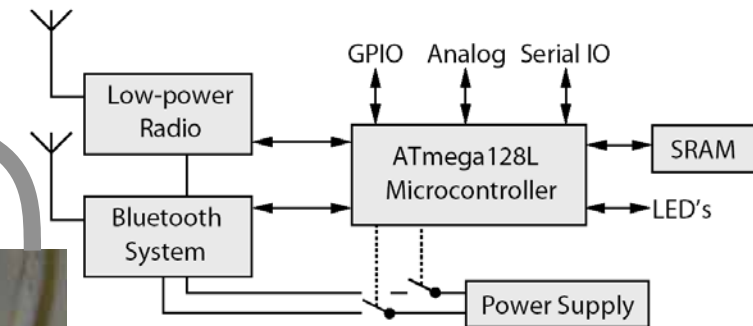 GPIO Analog Serial IO
Low-power
Radio
ATmega128L
Microcontroller
SRAM
Bluetooth
System
LED's
Power Supply